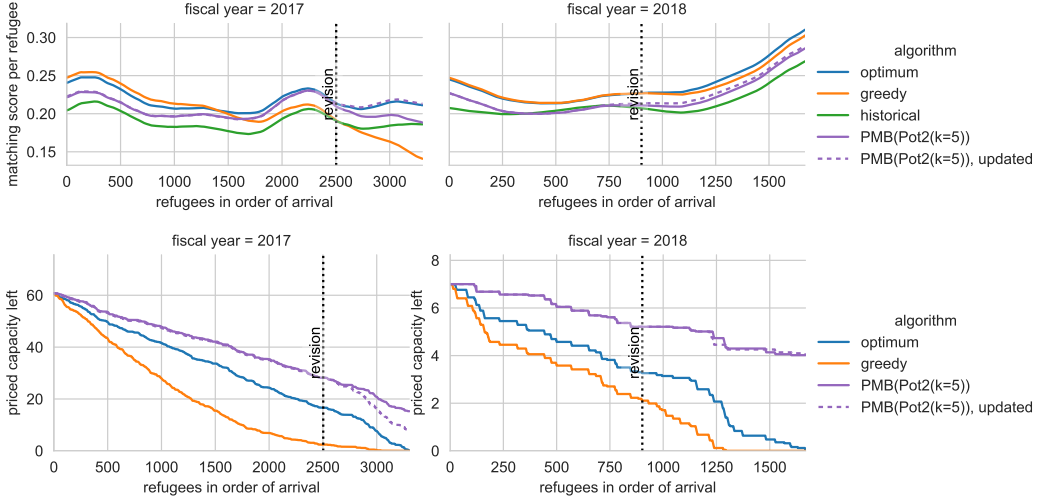 fiscal year = 2017
fiscal year = 2018
matching score per refugee
0.30
0.25
0.20
0.15
revision
revision
0 500 1000 1500 2000 2500 3000
0 250 500 750 1000 1250 1500
refugees in order of arrival
refugees in order of arrival
algorithm
optimum
greedy
historical
PMB(Pot2(k=5))
PMB(Pot2(k=5)), updated
fiscal year = 2017
fiscal year = 2018
priced capacity left
60
40
20
0
revision
0 500 1000 1500 2000 2500 3000
refugees in order of arrival
priced capacity left
8
6
4
2
0
revision
0 250 500 750 1000 1250 1500
refugees in order of arrival
algorithm
optimum
greedy
PMB(Pot2(k=5))
PMB(Pot2(k=5)), updated